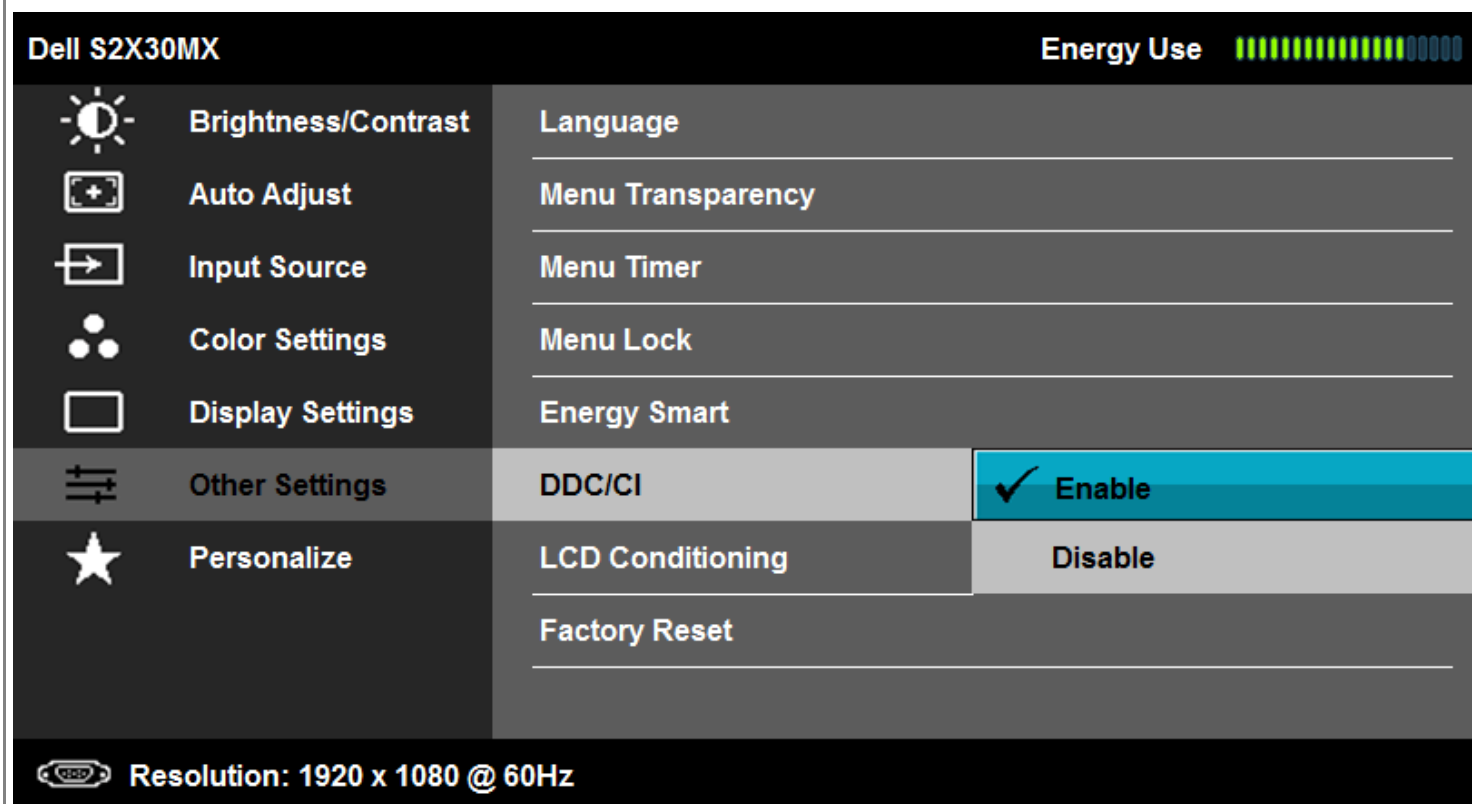 Dell S2X30MX
Energy Use
Brightness/Contrast
Auto Adjust
Input Source
Color Settings
Display Settings
Other Settings
Personalize
Language
Menu Transparency
Menu Timer
Menu Lock
Energy Smart
DDC/CI
Enable
Disable
LCD Conditioning
Factory Reset
Resolution: 1920 x 1080 @ 60Hz